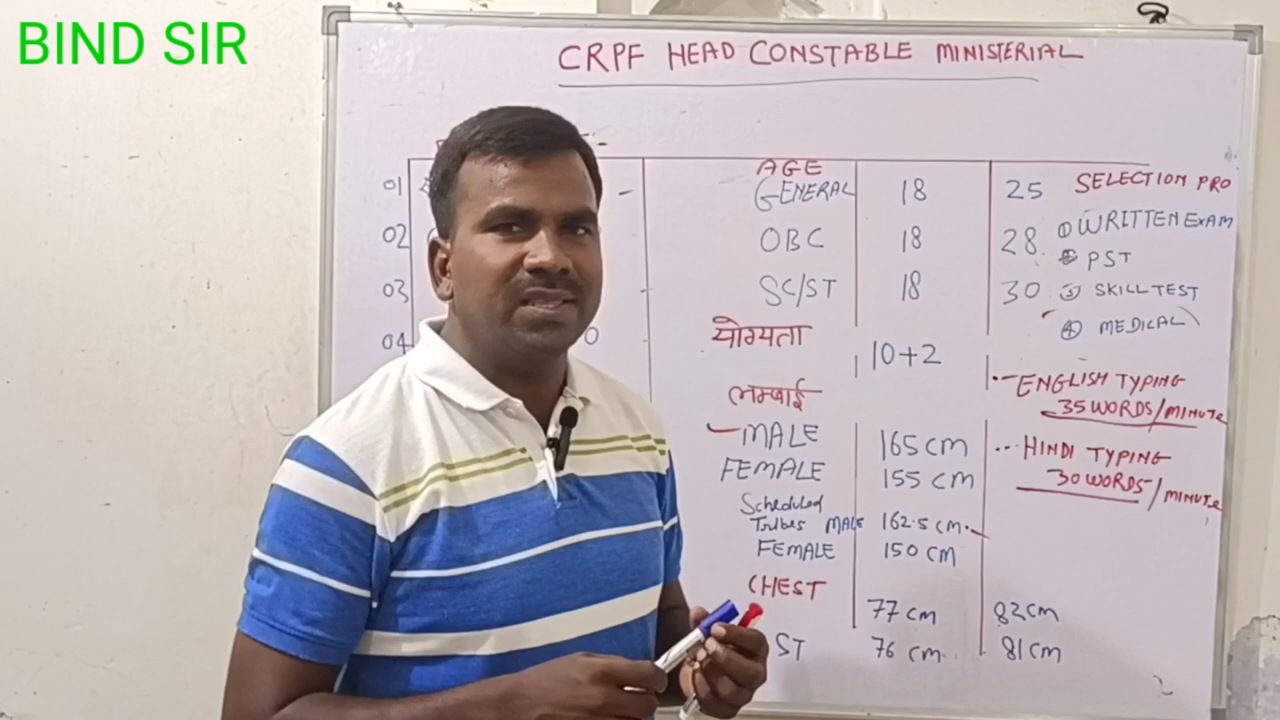 BIND SIR
CRPF HEAD CONSTABLE MINISTERIAL
01
02
03
04
AGE
GENERAL 18 25
OBC 18 28
SC/ST 18 30
योग्यता 10+2
लम्बाई
MALE 165 cm
FEMALE 155 cm
Scheduled
Tribes MALE 162.5 cm.
FEMALE 150 cm
CHEST
77 cm 82 cm
ST 76 cm. 81 cm
SELECTION PRO
① WRITTEN EXAM
② PST
③ SKILL TEST
④ MEDICAL
ENGLISH TYPING
35 WORDS/MINUTE
HINDI TYPING
30 WORDS/MINUTE